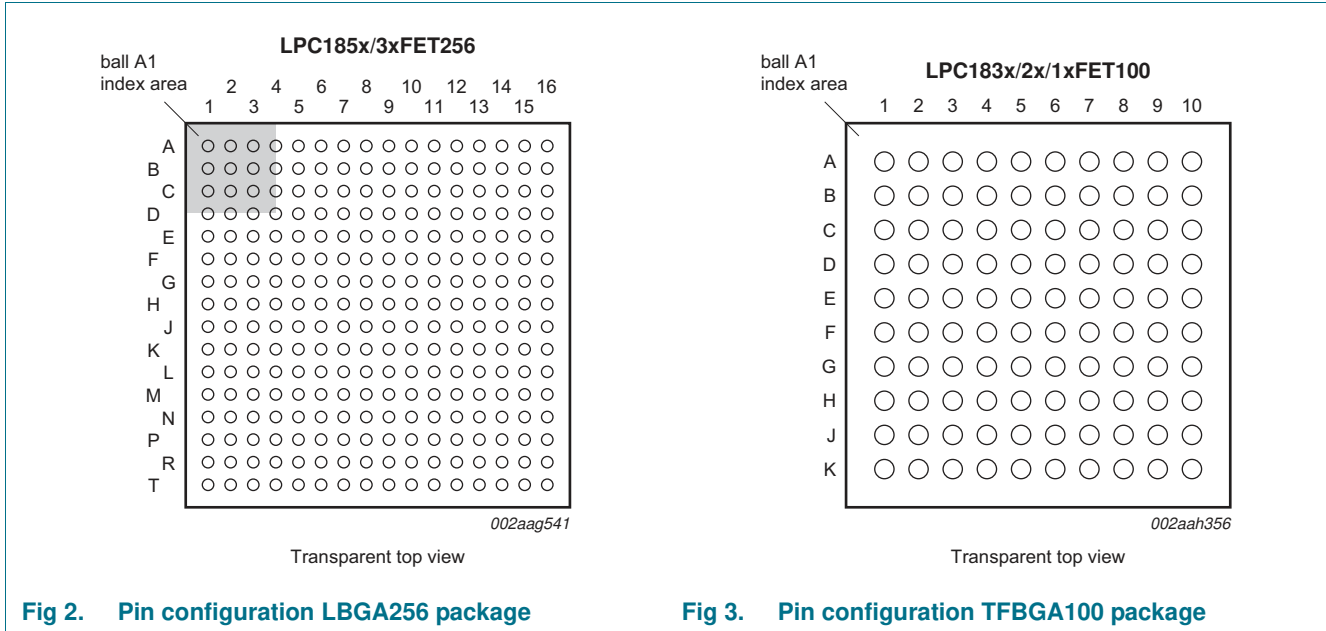 LPC185x/3xFET256
ball A1
index area
2 4 6 8 10 12 14 16
1 3 5 7 9 11 13 15
A
B
C
D
E
F
G
H
J
K
L
M
N
P
R
T
002aag541
Transparent top view
Fig 2. Pin configuration LBGA256 package
LPC183x/2x/1xFET100
ball A1
index area
1 2 3 4 5 6 7 8 9 10
A
B
C
D
E
F
G
H
J
K
002aah356
Transparent top view
Fig 3. Pin configuration TFBGA100 package